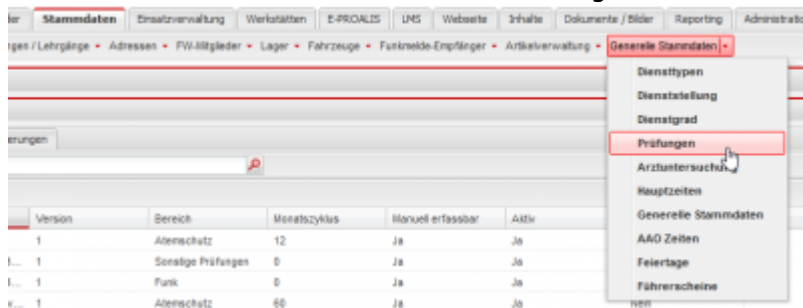 Stammdaten Einsatzverwaltung Werkstätten E-PROALIS LMS Webseite Inhalte Dokumente / Bilder Reporting
/ Lehrgänge Adressen FW-Mitglieder Lager Fahrzeuge Funkmelde-Empfänger Artikelverwaltung Generelle Stammdaten
Diensttypen
Dienststellung
Dienstgrad
Prüfungen
Arztuntersuchung
Hauptzeiten
Generelle Stammdaten
AAO Zeiten
Feiertage
Führerscheine
Version Bereich Monatszyklus Manuell erfassbar Aktiv
1 Atemschutz 12 Ja Ja
1 Sonstige Prüfungen 0 Ja Ja
1 Funk 0 Ja Ja
1 Atemschutz 60 Ja Ja Nein